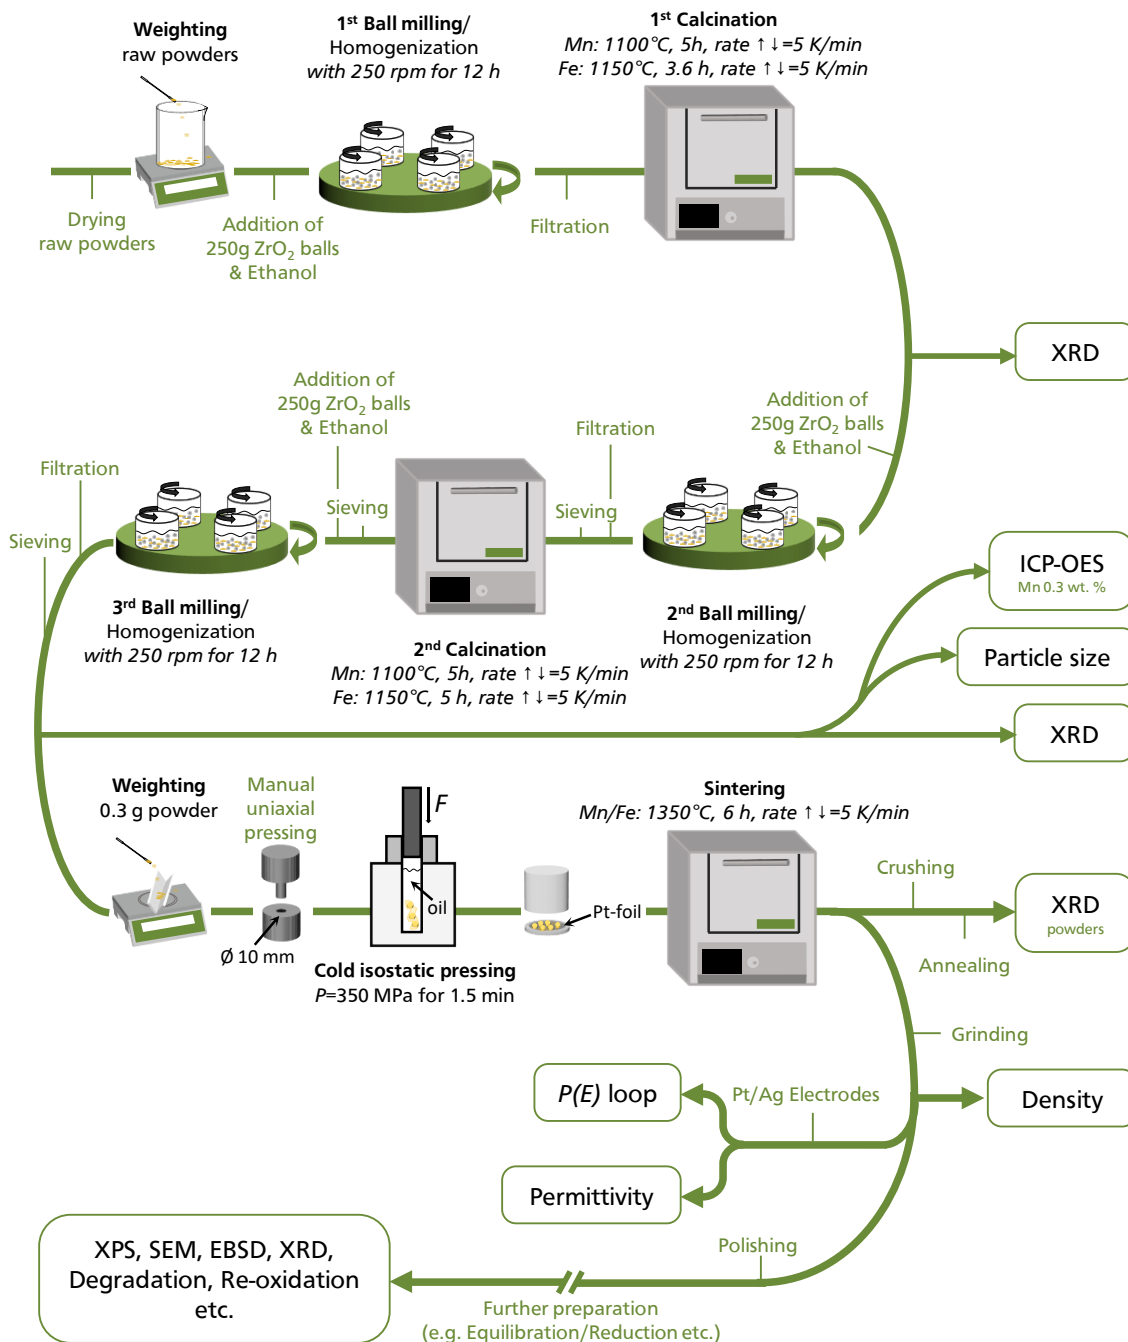 Weighting
raw powders
1st Ball milling/
Homogenization
with 250 rpm for 12 h
1st Calcination
Mn: 1100°C, 5h, rate ↑↓=5 K/min
Fe: 1150°C, 3.6 h, rate ↑↓=5 K/min
Drying
raw powders
Addition of
250g ZrO2 balls
& Ethanol
Filtration
XRD
Addition of
250g ZrO2 balls
& Ethanol
Addition of
250g ZrO2 balls
& Ethanol
Filtration
Filtration
Sieving
Sieving
Sieving
3rd Ball milling/
Homogenization
with 250 rpm for 12 h
2nd Calcination
Mn: 1100°C, 5h, rate ↑↓=5 K/min
Fe: 1150°C, 5 h, rate ↑↓=5 K/min
2nd Ball milling/
Homogenization
with 250 rpm for 12 h
ICP-OES
Mn 0.3 wt. %
Particle size
XRD
Weighting
0.3 g powder
Manual
uniaxial
pressing
F
oil
Ø 10 mm
Cold isostatic pressing
P=350 MPa for 1.5 min
Pt-foil
Sintering
Mn/Fe: 1350°C, 6 h, rate ↑↓=5 K/min
Crushing
XRD
powders
Annealing
Grinding
P(E) loop
Pt/Ag Electrodes
Density
Permittivity
Polishing
XPS, SEM, EBSD, XRD,
Degradation, Re-oxidation
etc.
Further preparation
(e.g. Equilibration/Reduction etc.)